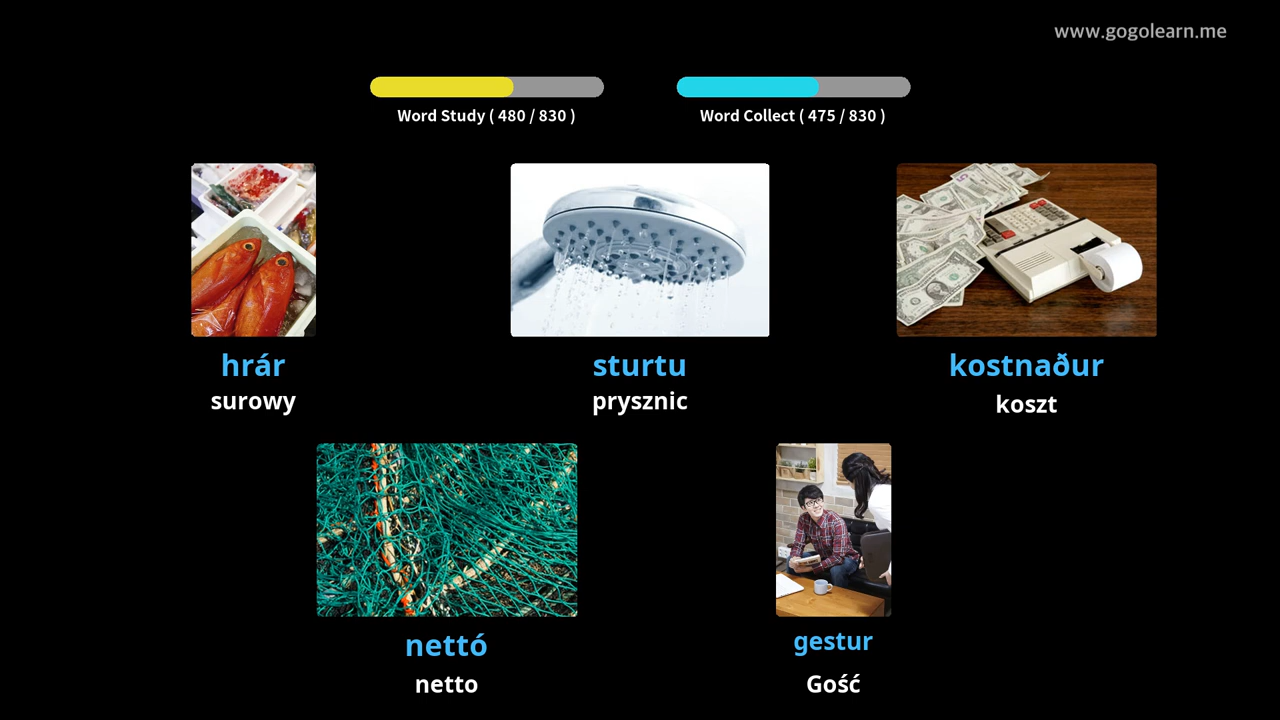 www.gogolearn.me
Word Study ( 480 / 830 )
Word Collect ( 475 / 830 )
hrár
surowy
sturtu
prysznic
kostnaður
koszt
nettó
netto
gestur
Gość